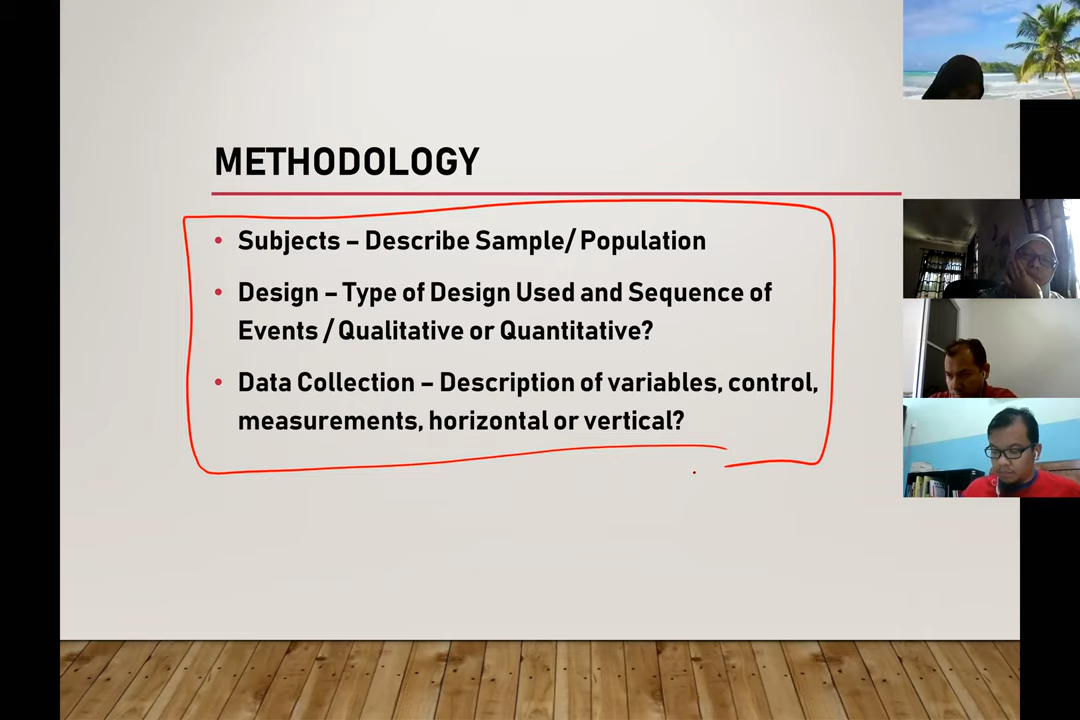 METHODOLOGY
• Subjects – Describe Sample/ Population
• Design – Type of Design Used and Sequence of
Events / Qualitative or Quantitative?
• Data Collection – Description of variables, control,
measurements, horizontal or vertical?